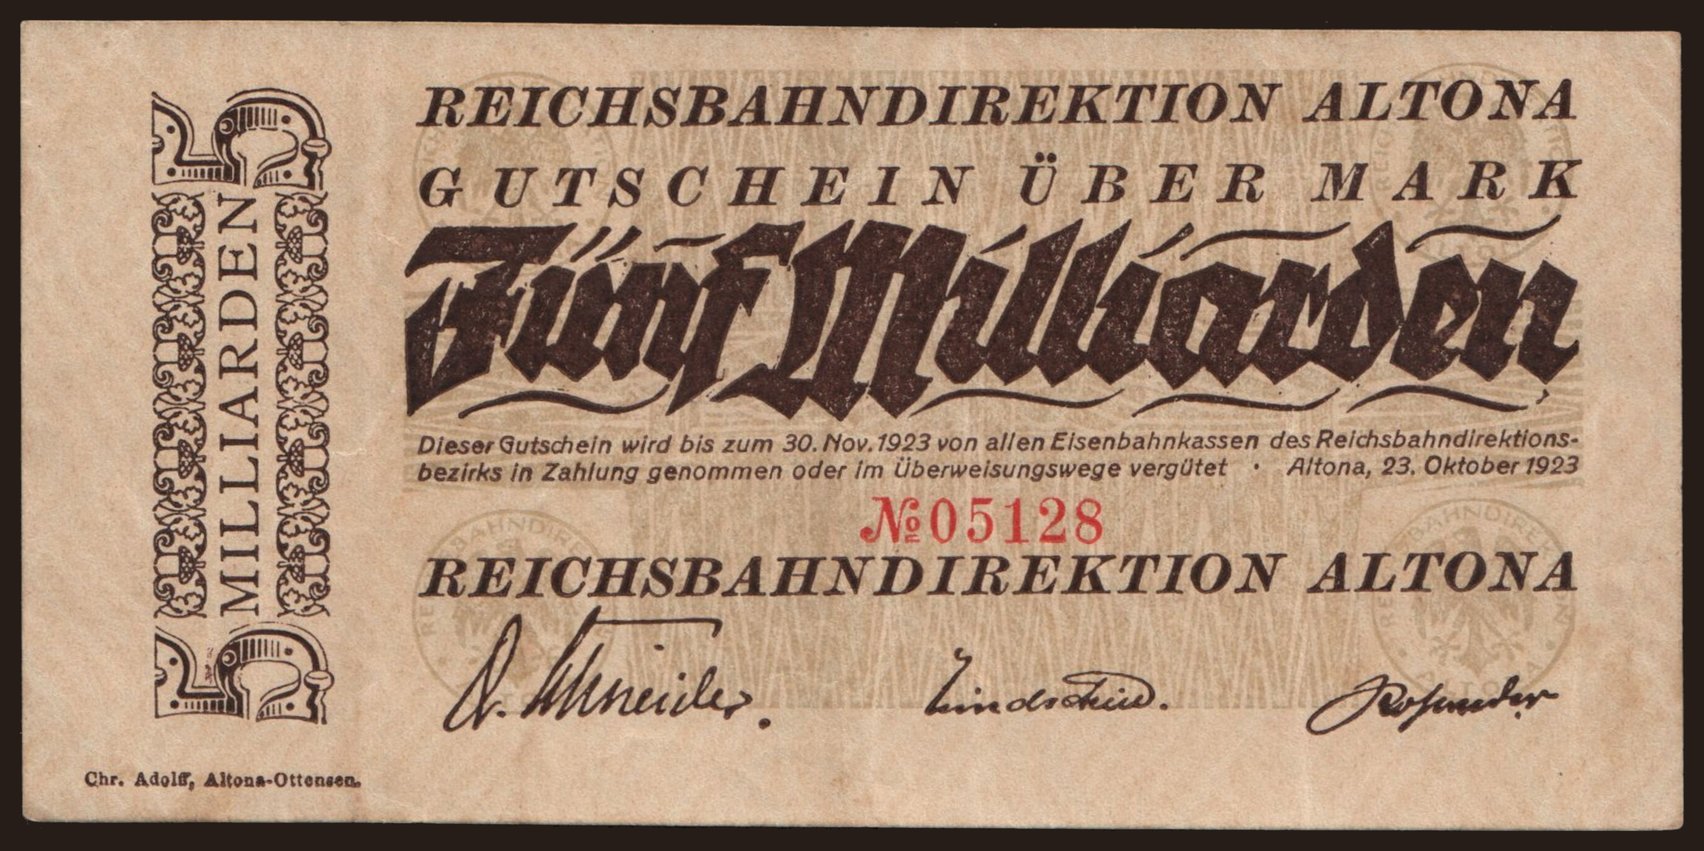 REICHSBAHNDIREKTION ALTONA
GUTSCHEIN ÜBER MARK
Fünf Milliarden
Dieser Gutschein wird bis zum 30. Nov. 1923 von allen Eisenbahnkassen des Reichsbahndirektions-
bezirks in Zahlung genommen oder im Überweisungswege vergütet · Altona, 23. Oktober 1923
№ 05128
REICHSBAHNDIREKTION ALTONA
Schneider.
5 MILLIARDEN 5
Chr. Adolff, Altona-Ottensen.